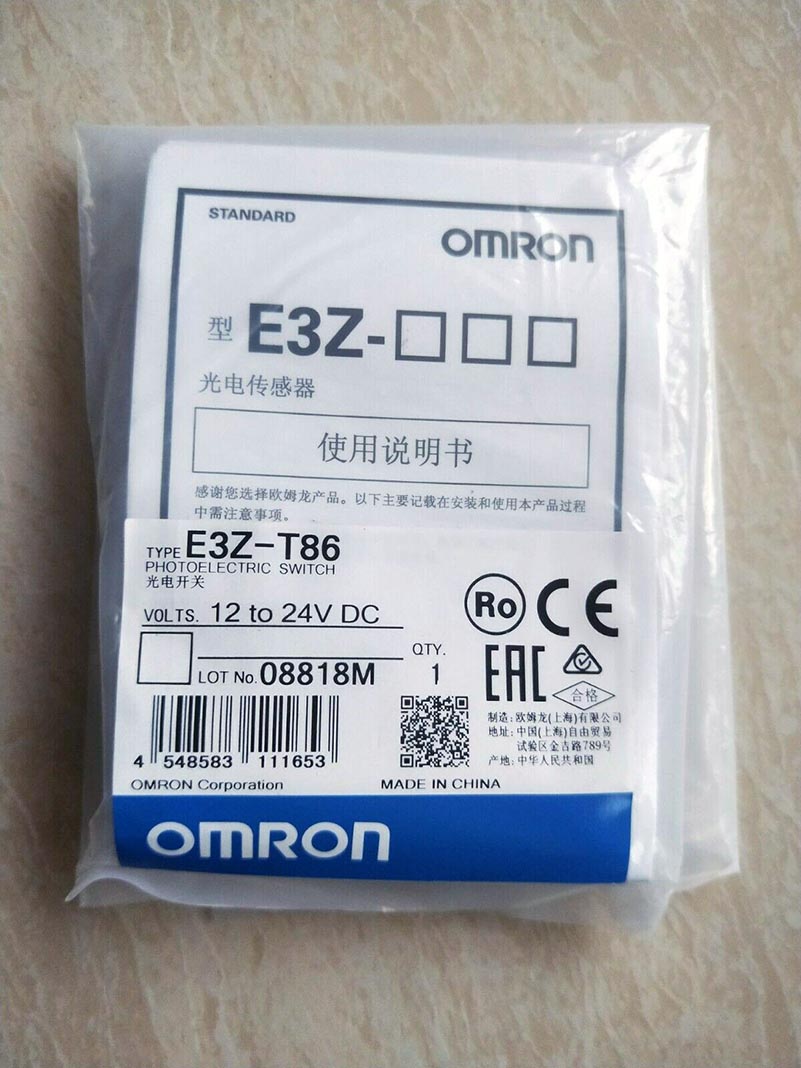 STANDARD
OMRON
型 E3Z-□□□
光电传感器
使用说明书
感谢您选择欧姆龙产品。以下主要记载在安装和使用本产品过程
中需注意事项。
TYPE E3Z-T86
PHOTOELECTRIC SWITCH
光电开关
VOLTS. 12 to 24V DC
LOT No. 08818M
QTY.
1
Ro CE
EAC
合格
制造:欧姆龙(上海)有限公司
地址:中国(上海)自由贸易
试验区金吉路789号
产地:中华人民共和国
4 548583 111653
OMRON Corporation
MADE IN CHINA
OMRON